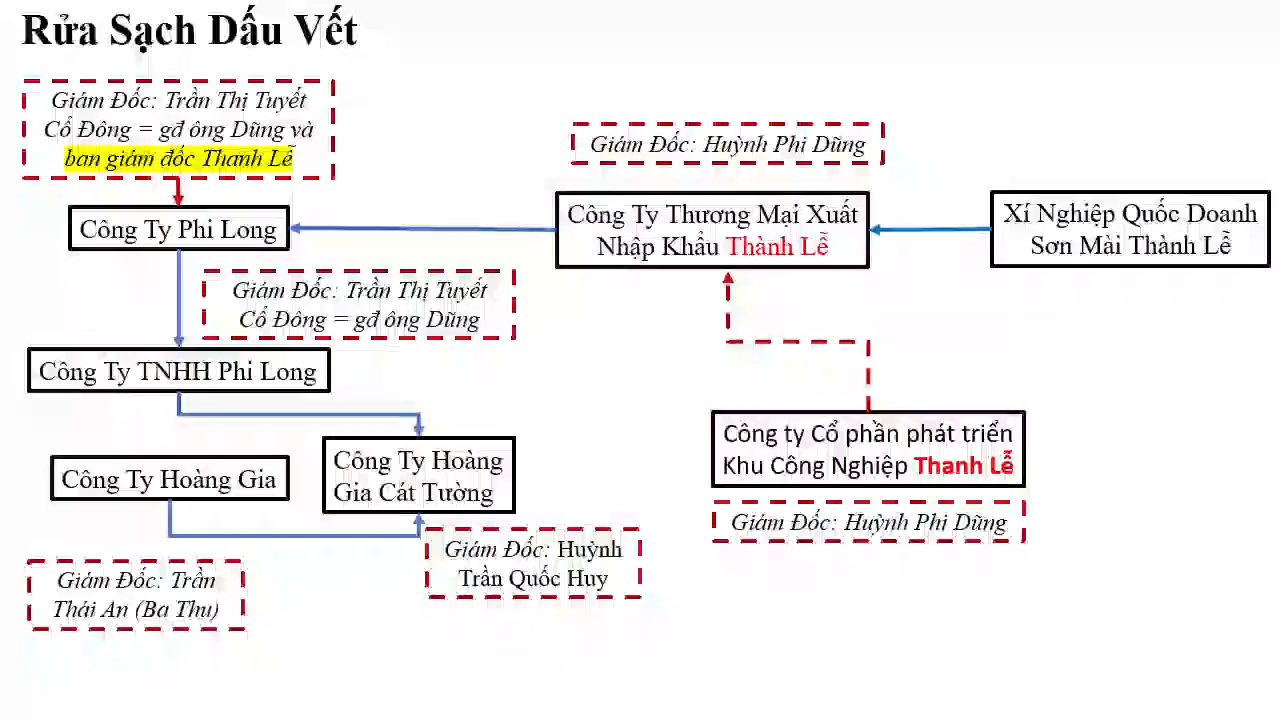 Rửa Sạch Dấu Vết
Giám Đốc: Trần Thị Tuyết
Cổ Đông = gđ ông Dũng và
ban giám đốc Thanh Lễ
Giám Đốc: Huỳnh Phi Dũng
Công Ty Phi Long
Công Ty Thương Mại Xuất
Nhập Khẩu Thành Lễ
Xí Nghiệp Quốc Doanh
Sơn Mài Thành Lễ
Giám Đốc: Trần Thị Tuyết
Cổ Đông = gđ ông Dũng
Công Ty TNHH Phi Long
Công ty Cổ phần phát triển
Khu Công Nghiệp Thanh Lễ
Công Ty Hoàng Gia
Công Ty Hoàng
Gia Cát Tường
Giám Đốc: Huỳnh Phi Dũng
Giám Đốc: Huỳnh
Trần Quốc Huy
Giám Đốc: Trần
Thái An (Ba Thu)